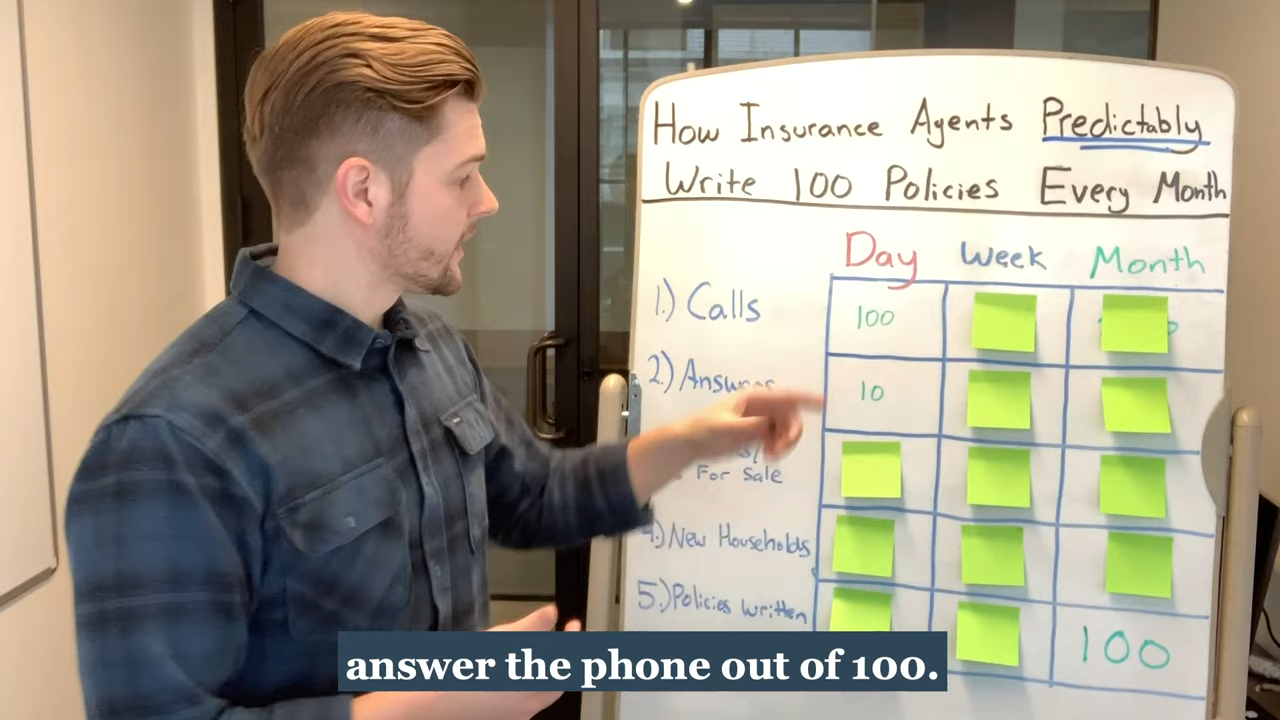 How Insurance Agents Predictably
Write 100 Policies Every Month
Day Week Month
1.) Calls 100
2.) Answers 10
For Sale
4.) New Households
5.) Policies Written 100
answer the phone out of 100.